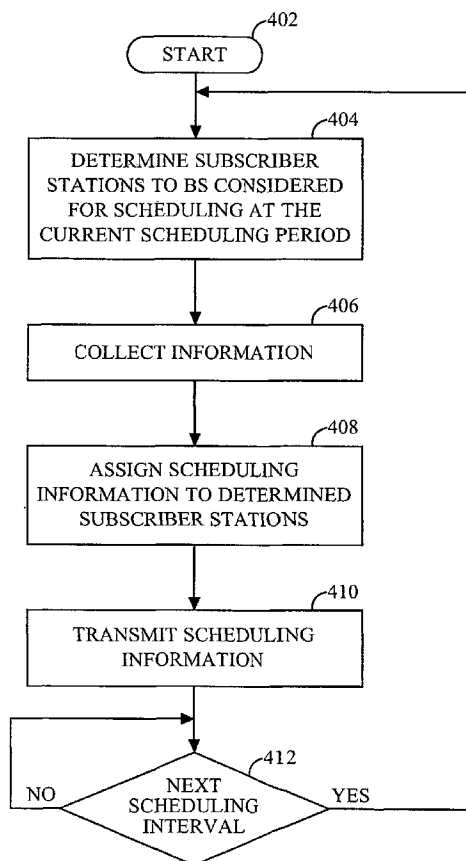 402
START
404
DETERMINE SUBSCRIBER
STATIONS TO BS CONSIDERED
FOR SCHEDULING AT THE
CURRENT SCHEDULING PERIOD
406
COLLECT INFORMATION
408
ASSIGN SCHEDULING
INFORMATION TO DETERMINED
SUBSCRIBER STATIONS
410
TRANSMIT SCHEDULING
INFORMATION
412
NO
NEXT
SCHEDULING
INTERVAL
YES